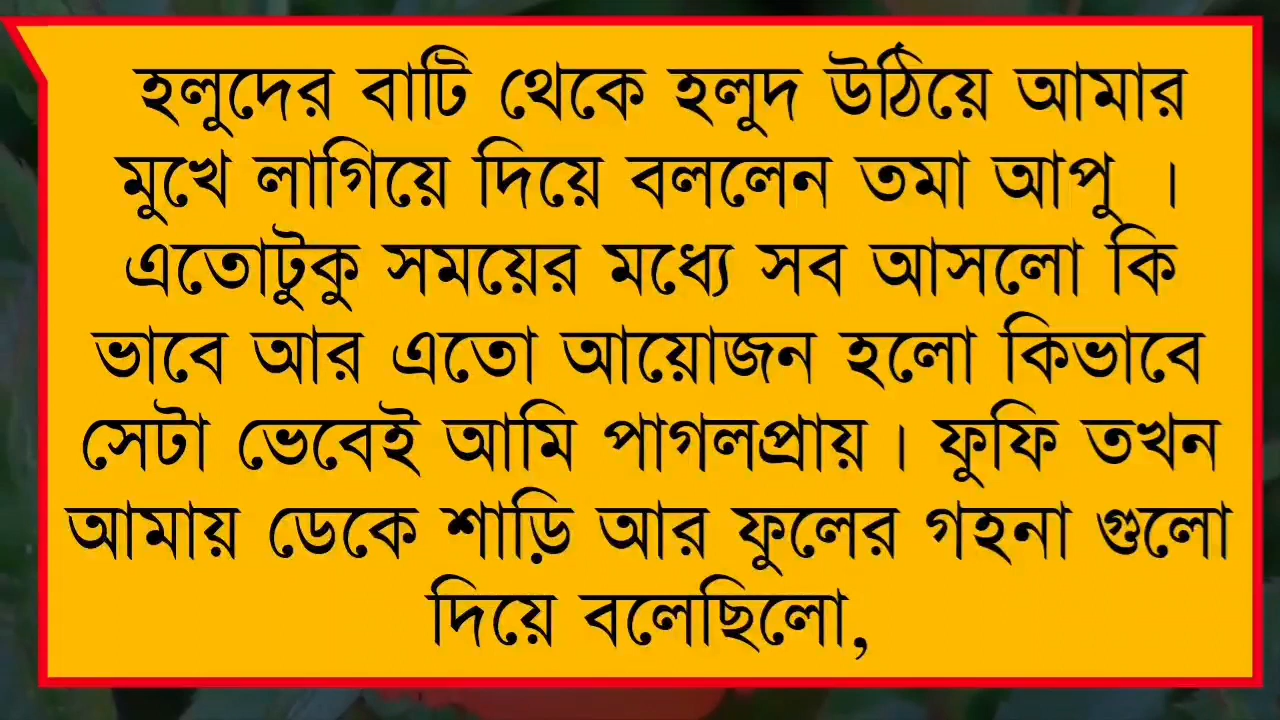 হলুদের বাটি থেকে হলুদ উঠিয়ে আমার
মুখে লাগিয়ে দিয়ে বললেন তমা আপু ।
এতোটুকু সময়ের মধ্যে সব আসলো কি
ভাবে আর এতো আয়োজন হলো কিভাবে
সেটা ভেবেই আমি পাগলপ্রায় । ফুফি তখন
আমায় ডেকে শাড়ি আর ফুলের গহনা গুলো
দিয়ে বলেছিলো,